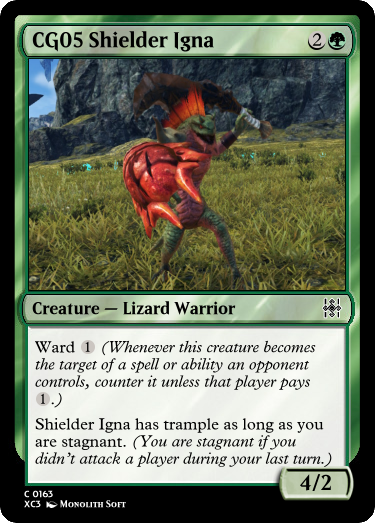 CG05 Shielder Igna 2
Creature — Lizard Warrior
Ward 1 (Whenever this creature becomes
the target of a spell or ability an opponent
controls, counter it unless that player pays
1.)
Shielder Igna has trample as long as you
are stagnant. (You are stagnant if you
didn't attack a player during your last turn.)
4/2
C 0163
XC3 Monolith Soft